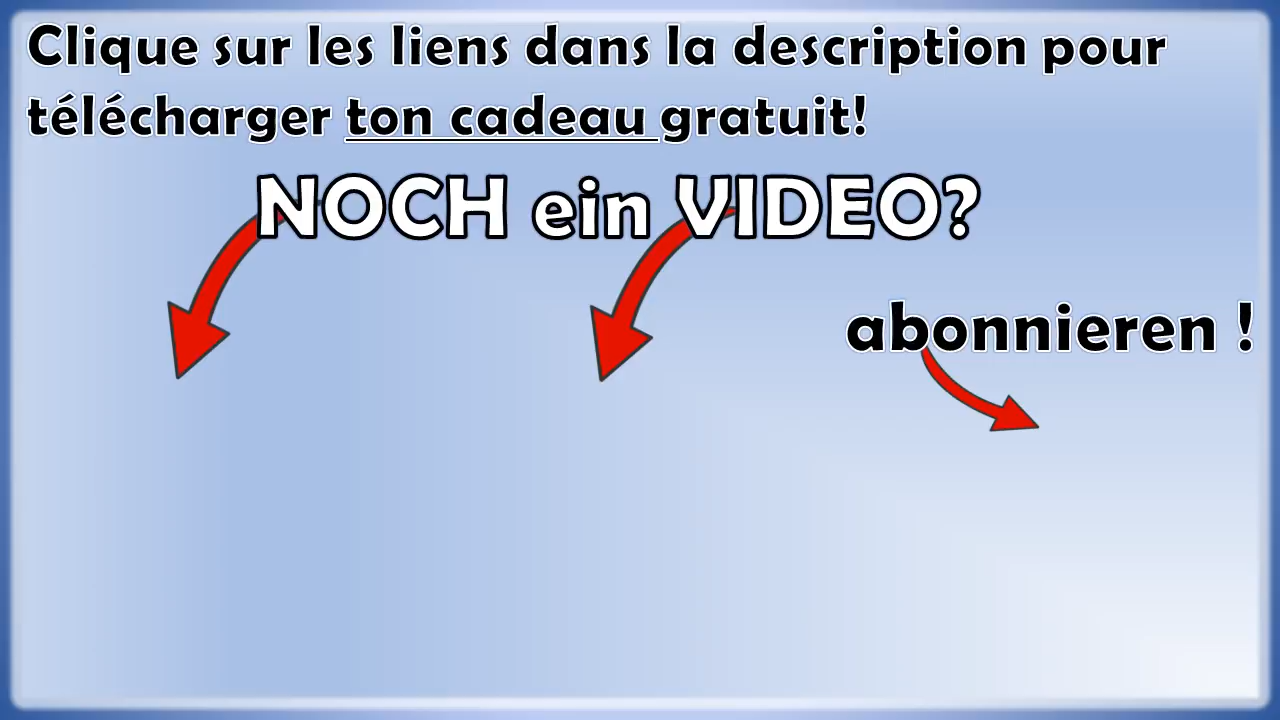 Clique sur les liens dans la description pour
télécharger ton cadeau gratuit!
NOCH ein VIDEO?
abonnieren !